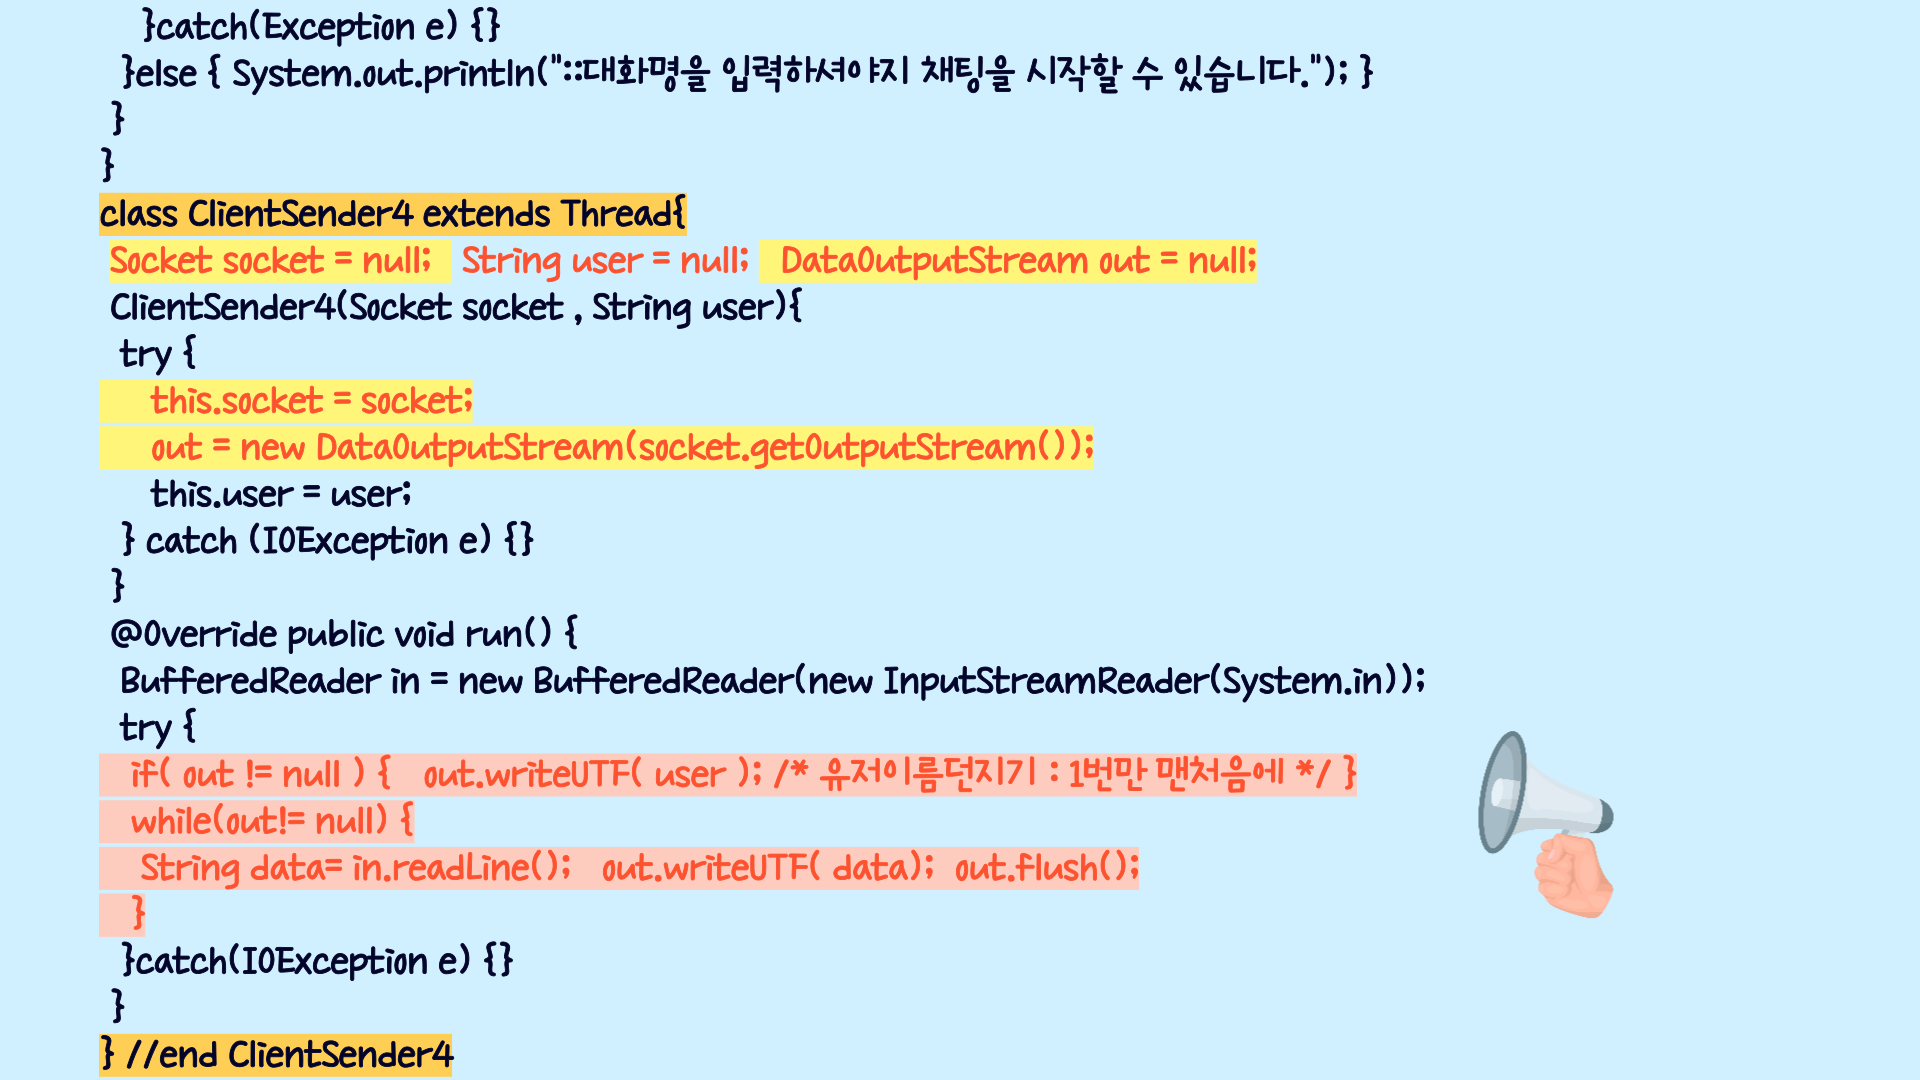 }catch(Exception e) {}
}else { System.out.println("::대화명을 입력하셔야지 채팅을 시작할 수 있습니다."); }
}
}
class ClientSender4 extends Thread{
Socket socket = null;  String user = null;  DataOutputStream out = null;
ClientSender4(Socket socket , String user){
try {
this.socket = socket;
out = new DataOutputStream(socket.getOutputStream());
this.user = user;
} catch (IOException e) {}
}
@Override public void run() {
BufferedReader in = new BufferedReader(new InputStreamReader(System.in));
try {
if( out != null ) {   out.writeUTF( user ); /* 유저이름던지기 : 1번만 맨처음에 */ }
while(out!= null) {
String data= in.readLine();   out.writeUTF( data);  out.flush();
}
}catch(IOException e) {}
}
} //end ClientSender4